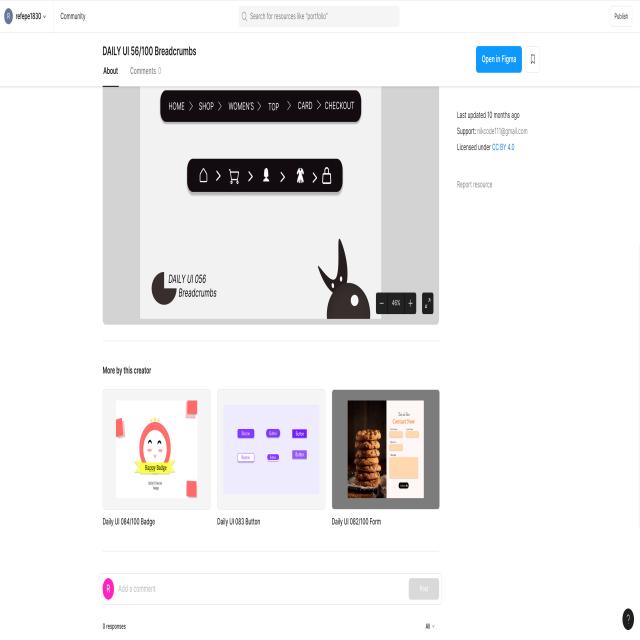 R refepe1830
Community
Search for resources like "portfolio"
Publish
DAILY UI 56/100 Breadcrumbs
Open in Figma
About
Comments 0
HOME > SHOP > WOMEN'S > TOP > CARD > CHECKOUT
Last updated 10 months ago
Support: nikcode111@gmail.com
Licensed under CC BY 4.0
Report resource
DAILY UI 056
Breadcrumbs
46%
More by this creator
Happy Badge
Button Button Button
Button Button Button
Contact Now
Daily UI 084/100 Badge
Daily UI 083 Button
Daily UI 082/100 Form
R Add a comment
Post
0 responses
All
?